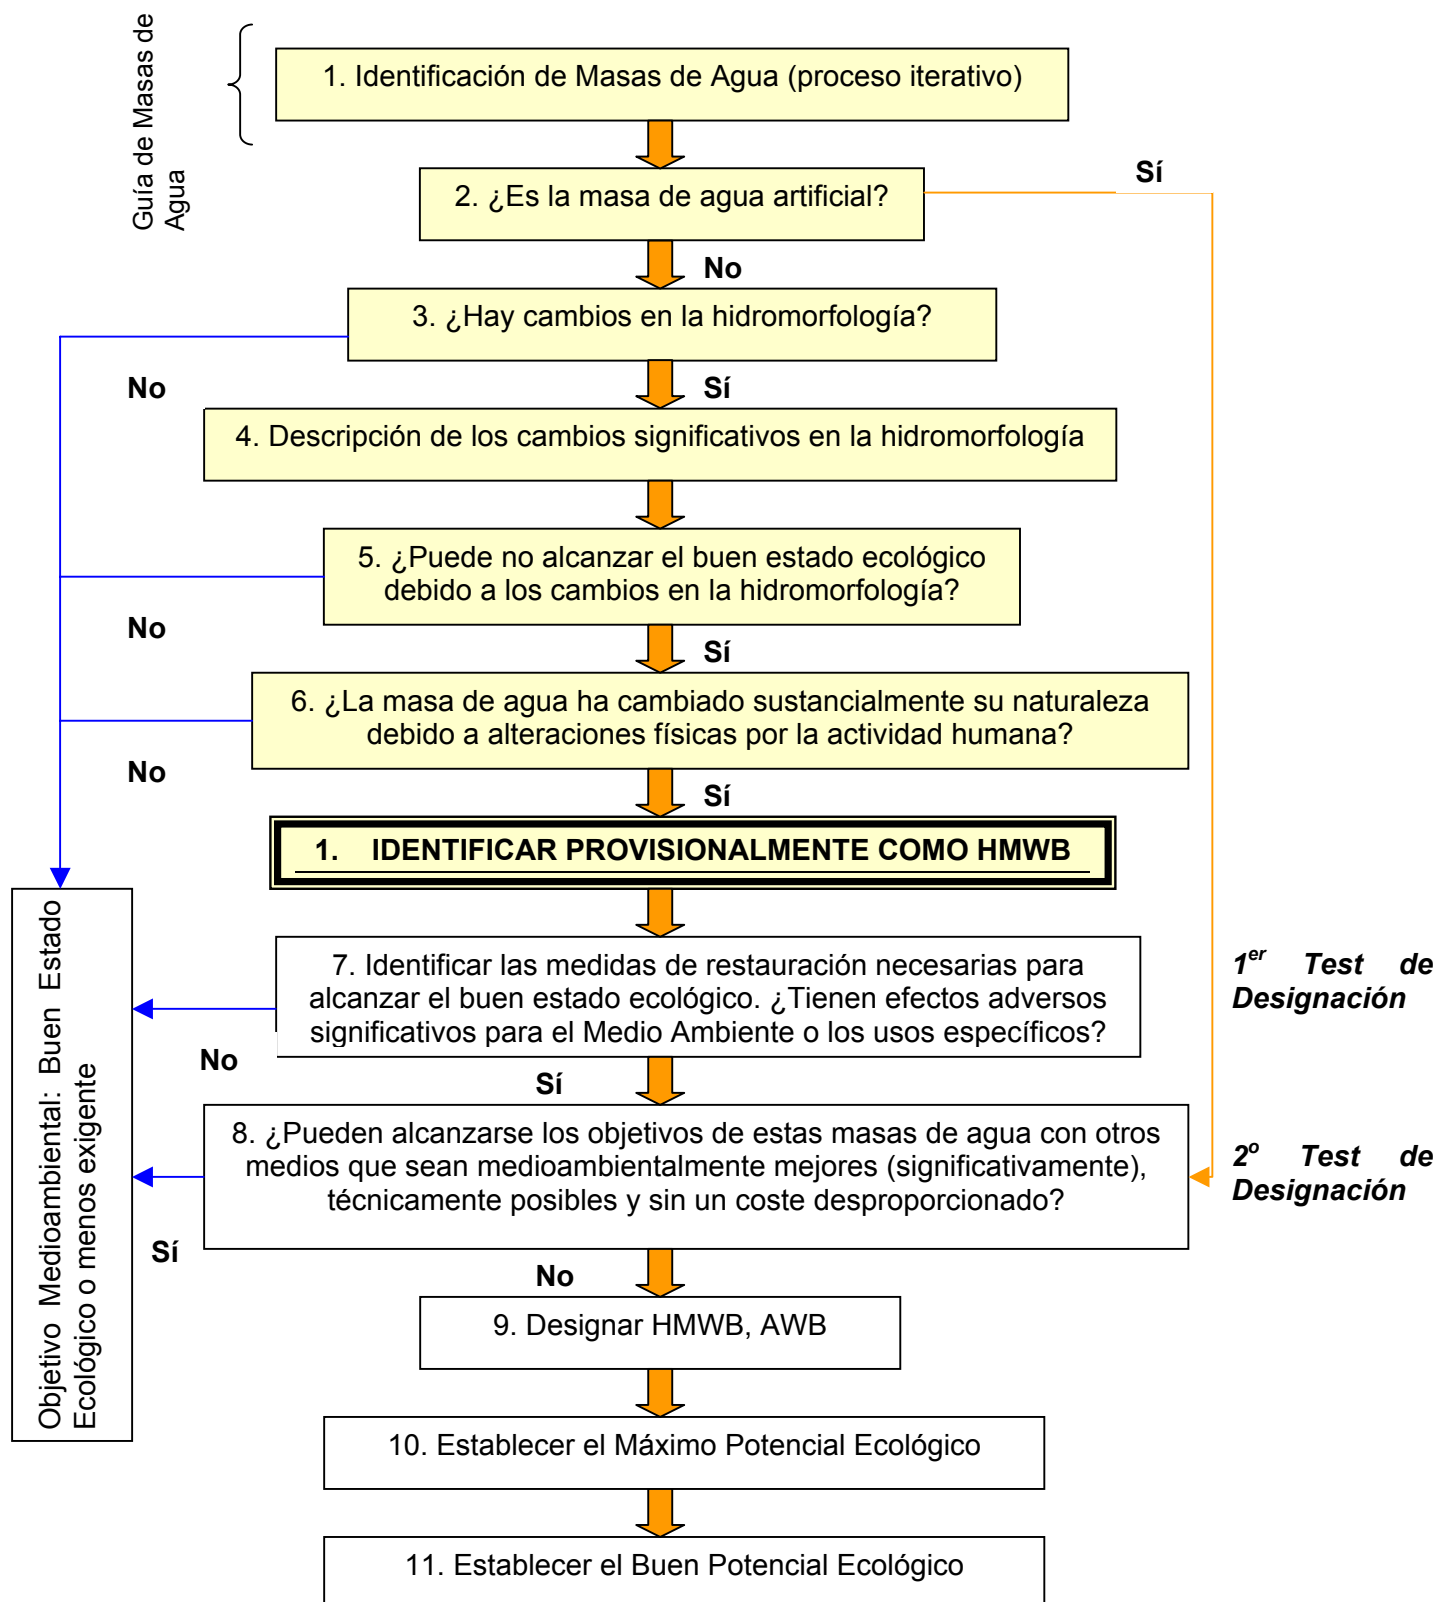 Guía de Masas de
Agua
1. Identificación de Masas de Agua (proceso iterativo)
Sí
2. ¿Es la masa de agua artificial?
No
3. ¿Hay cambios en la hidromorfología?
No
Sí
4. Descripción de los cambios significativos en la hidromorfología
5. ¿Puede no alcanzar el buen estado ecológico
debido a los cambios en la hidromorfología?
No
Sí
6. ¿La masa de agua ha cambiado sustancialmente su naturaleza
debido a alteraciones físicas por la actividad humana?
No
Sí
1. IDENTIFICAR PROVISIONALMENTE COMO HMWB
Objetivo Medioambiental: Buen Estado
Ecológico o menos exigente
7. Identificar las medidas de restauración necesarias para
alcanzar el buen estado ecológico. ¿Tienen efectos adversos
significativos para el Medio Ambiente o los usos específicos?
1er Test de
Designación
No
Sí
8. ¿Pueden alcanzarse los objetivos de estas masas de agua con otros
medios que sean medioambientalmente mejores (significativamente),
técnicamente posibles y sin un coste desproporcionado?
2º Test de
Designación
Sí
No
9. Designar HMWB, AWB
10. Establecer el Máximo Potencial Ecológico
11. Establecer el Buen Potencial Ecológico